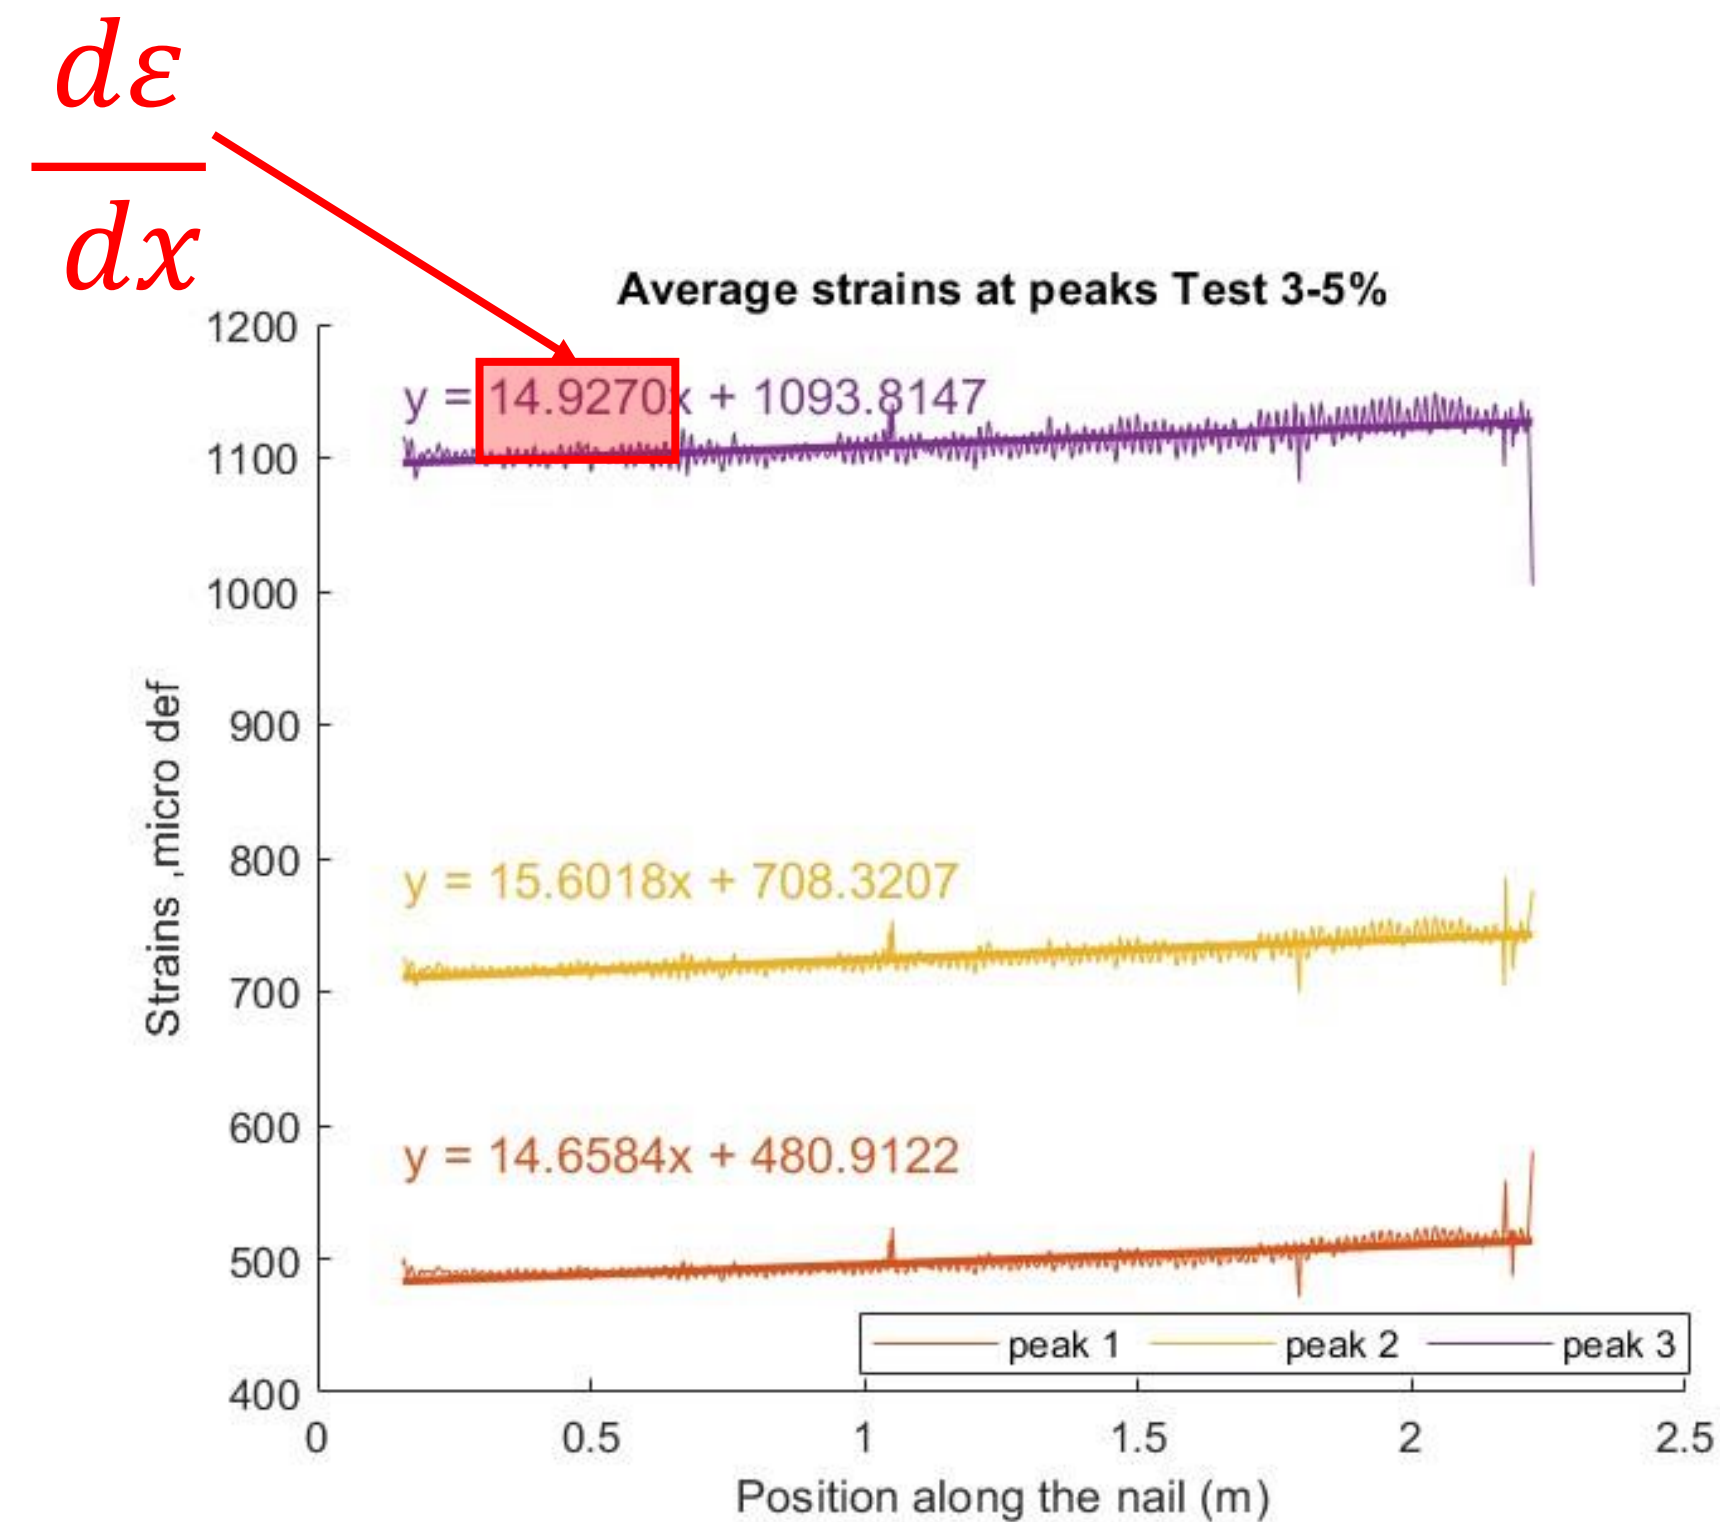 dε
dx
Average strains at peaks Test 3-5%
1200
y = 14.9270x + 1093.8147
1100
1000
900
800
y = 15.6018x + 708.3207
700
600
y = 14.6584x + 480.9122
500
400
Strains ,micro def
peak 1 peak 2 peak 3
0 0.5 1 1.5 2 2.5
Position along the nail (m)